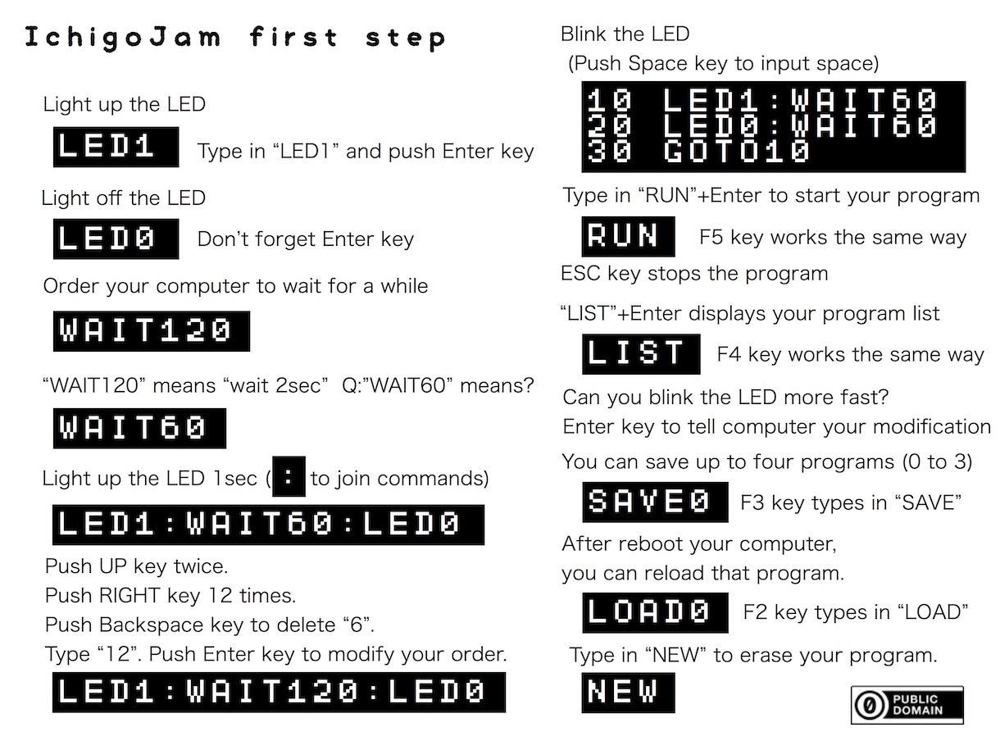 IchigoJam first step
Light up the LED
LED1
Type in “LED1” and push Enter key
Light off the LED
LED0
Don’t forget Enter key
Order your computer to wait for a while
WAIT120
“WAIT120” means “wait 2sec”  Q:”WAIT60” means?
WAIT60
Light up the LED 1sec ( : to join commands)
LED1:WAIT60:LED0
Push UP key twice.
Push RIGHT key 12 times.
Push Backspace key to delete “6”.
Type “12”. Push Enter key to modify your order.
LED1:WAIT120:LED0
Blink the LED
(Push Space key to input space)
10 LED1:WAIT60
20 LED0:WAIT60
30 GOTO10
Type in “RUN”+Enter to start your program
RUN
F5 key works the same way
ESC key stops the program
“LIST”+Enter displays your program list
LIST
F4 key works the same way
Can you blink the LED more fast?
Enter key to tell computer your modification
You can save up to four programs (0 to 3)
SAVE0
F3 key types in “SAVE”
After reboot your computer,
you can reload that program.
LOAD0
F2 key types in “LOAD”
Type in “NEW” to erase your program.
NEW
0 PUBLIC
DOMAIN